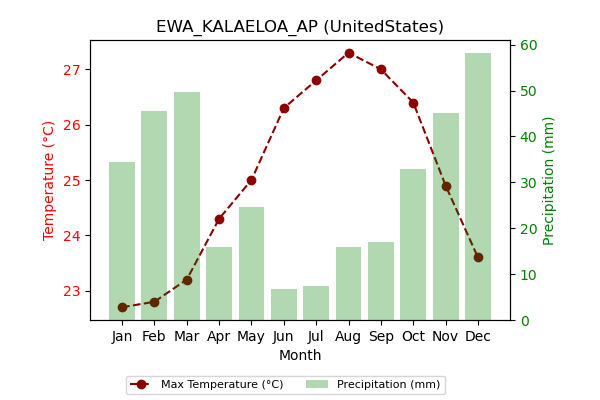 EWA_KALAELOA_AP (UnitedStates)
Temperature (°C)
27
26
25
24
23
60
50
40
30
20
10
0
Precipitation (mm)
Jan Feb Mar Apr May Jun Jul Aug Sep Oct Nov Dec
Month
Max Temperature (°C) Precipitation (mm)